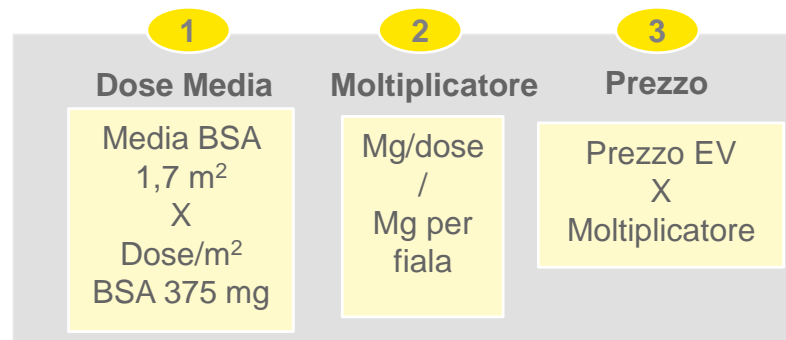 1
Dose Media
Media BSA
1,7 m²
X
Dose/m²
BSA 375 mg
2
Moltiplicatore
Mg/dose
/
Mg per
fiala
3
Prezzo
Prezzo EV
X
Moltiplicatore